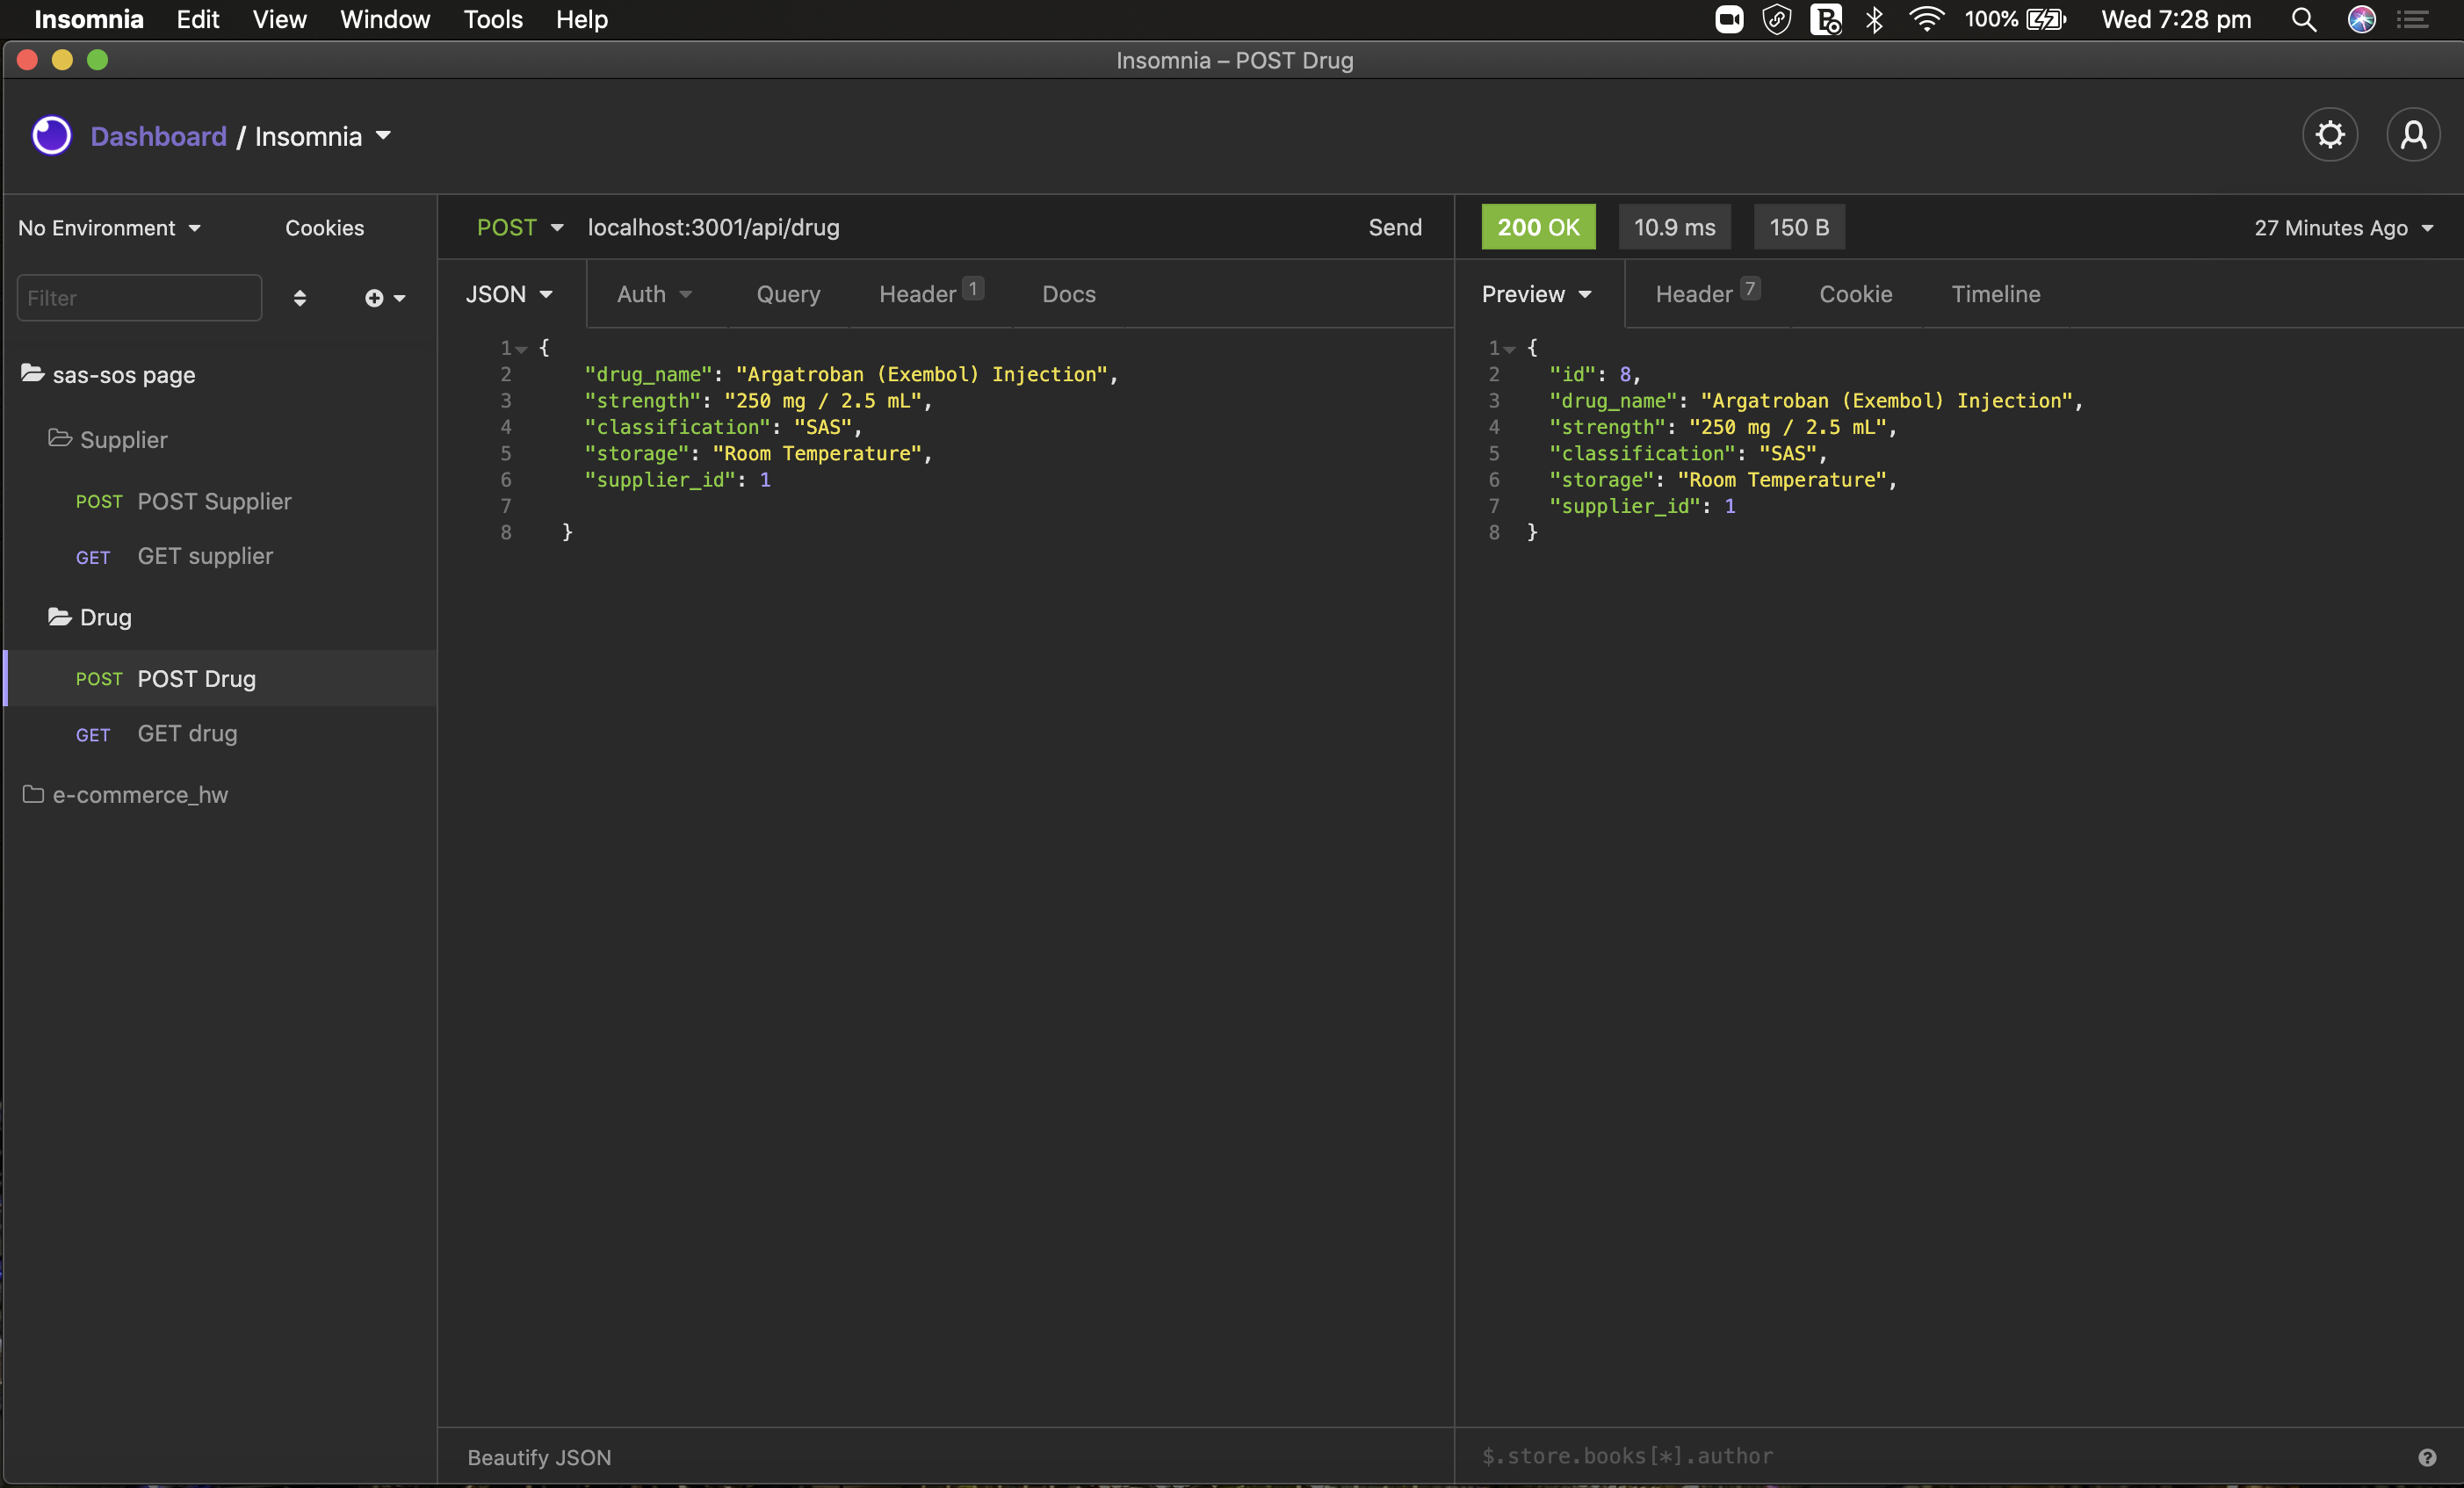 Insomnia Edit View Window Tools Help 100% Wed 7:28 pm
Insomnia – POST Drug
Dashboard / Insomnia
No Environment Cookies
Filter
sas-sos page
Supplier
POST POST Supplier
GET GET supplier
Drug
POST POST Drug
GET GET drug
e-commerce_hw
POST localhost:3001/api/drug Send
JSON Auth Query Header 1 Docs
1 {
2 "drug_name": "Argatroban (Exembol) Injection",
3 "strength": "250 mg / 2.5 mL",
4 "classification": "SAS",
5 "storage": "Room Temperature",
6 "supplier_id": 1
7
8 }
Beautify JSON
200 OK 10.9 ms 150 B 27 Minutes Ago
Preview Header 7 Cookie Timeline
1 {
2 "id": 8,
3 "drug_name": "Argatroban (Exembol) Injection",
4 "strength": "250 mg / 2.5 mL",
5 "classification": "SAS",
6 "storage": "Room Temperature",
7 "supplier_id": 1
8 }
$.store.books[*].author